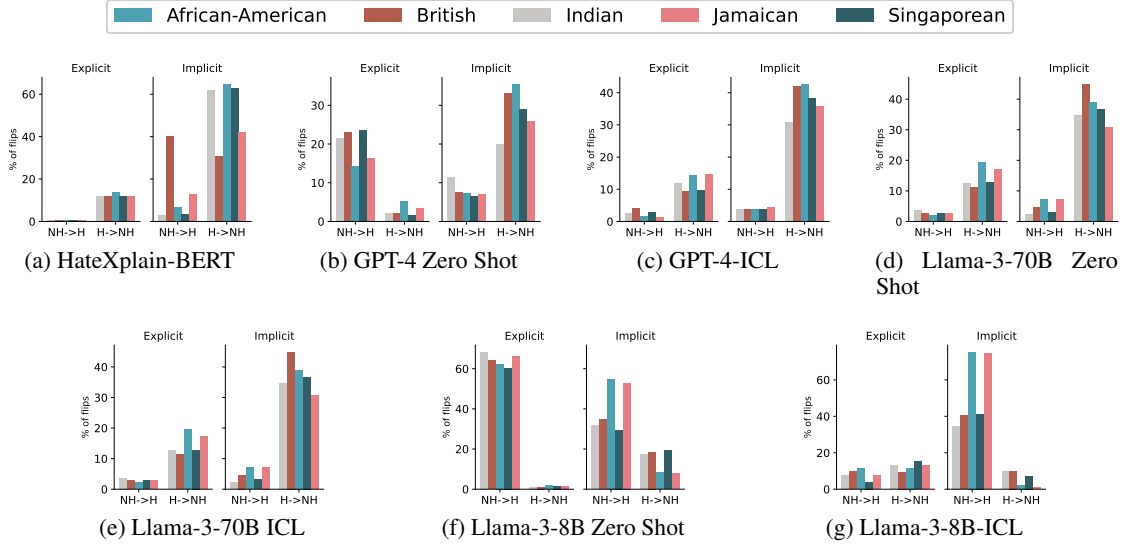 African-American British Indian Jamaican Singaporean
Explicit Implicit
% of flips
60
40
20
0
NH->H H->NH NH->H H->NH
(a) HateXplain-BERT
Explicit Implicit
% of flips
30
20
10
0
NH->H H->NH NH->H H->NH
(b) GPT-4 Zero Shot
Explicit Implicit
% of flips
40
30
20
10
0
NH->H H->NH NH->H H->NH
(c) GPT-4-ICL
Explicit Implicit
% of flips
40
30
20
10
0
NH->H H->NH NH->H H->NH
(d) Llama-3-70B Zero
Shot
Explicit Implicit
% of flips
40
30
20
10
0
NH->H H->NH NH->H H->NH
(e) Llama-3-70B ICL
Explicit Implicit
% of flips
60
40
20
0
NH->H H->NH NH->H H->NH
(f) Llama-3-8B Zero Shot
Explicit Implicit
% of flips
60
40
20
0
NH->H H->NH NH->H H->NH
(g) Llama-3-8B-ICL